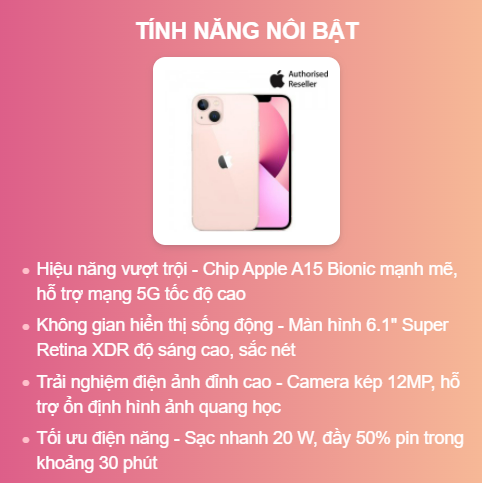 TÍNH NĂNG NỔI BẬT
Authorised
Reseller
Hiệu năng vượt trội - Chip Apple A15 Bionic mạnh mẽ,
hỗ trợ mạng 5G tốc độ cao
Không gian hiển thị sống động - Màn hình 6.1" Super
Retina XDR độ sáng cao, sắc nét
Trải nghiệm điện ảnh đỉnh cao - Camera kép 12MP, hỗ
trợ ổn định hình ảnh quang học
Tối ưu điện năng - Sạc nhanh 20 W, đầy 50% pin trong
khoảng 30 phút